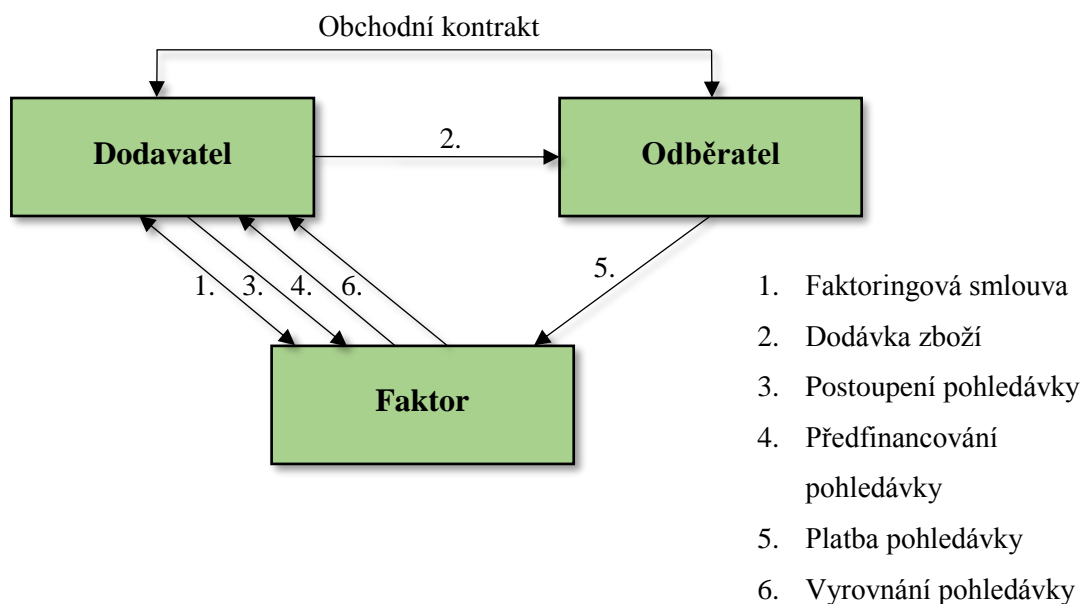 Obchodní kontrakt
Dodavatel
2.
Odběratel
1.
3.
4.
6.
5.
Faktor
1. Faktoringová smlouva
2. Dodávka zboží
3. Postoupení pohledávky
4. Předfinancování
pohledávky
5. Platba pohledávky
6. Vyrovnání pohledávky